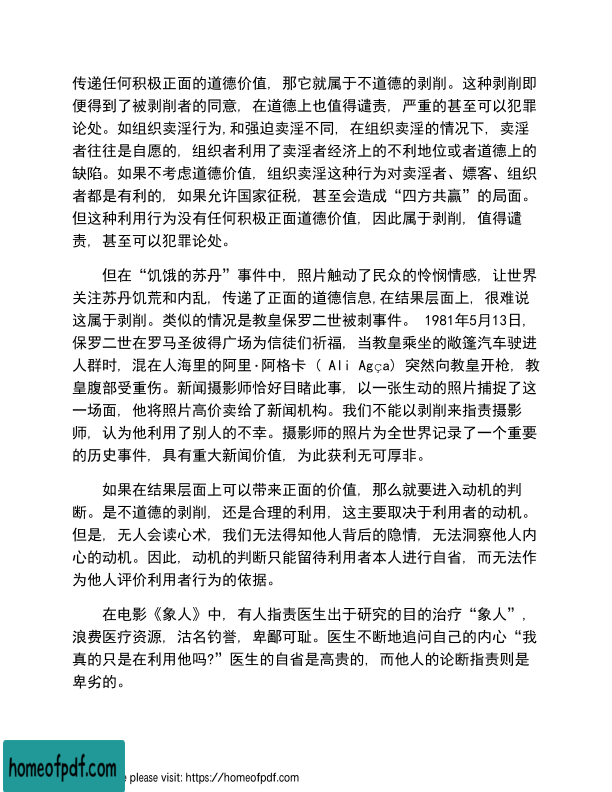 传递任何积极正面的道德价值，那它就属于不道德的剥削。这种剥削即
便得到了被剥削者的同意，在道德上也值得谴责，严重的甚至可以犯罪
论处。如组织卖淫行为,和强迫卖淫不同，在组织卖淫的情况下，卖淫
者往往是自愿的，组织者利用了卖淫者经济上的不利地位或者道德上的
缺陷。如果不考虑道德价值，组织卖淫这种行为对卖淫者、嫖客、组织
者都是有利的，如果允许国家征税，甚至会造成“四方共赢”的局面。
但这种利用行为没有任何积极正面道德价值，因此属于剥削，值得谴
责，甚至可以犯罪论处。
但在“饥饿的苏丹”事件中，照片触动了民众的怜悯情感，让世界
关注苏丹饥荒和内乱，传递了正面的道德信息,在结果层面上，很难说
这属于剥削。类似的情况是教皇保罗二世被刺事件。 1981年5月13日，
保罗二世在罗马圣彼得广场为信徒们祈福，当教皇乘坐的敞篷汽车驶进
人群时，混在人海里的阿里·阿格卡 ( Ali Agça) 突然向教皇开枪，教
皇腹部受重伤。新闻摄影师恰好目睹此事，以一张生动的照片捕捉了这
一场面，他将照片高价卖给了新闻机构。我们不能以剥削来指责摄影
师，认为他利用了别人的不幸。摄影师的照片为全世界记录了一个重要
的历史事件，具有重大新闻价值，为此获利无可厚非。
如果在结果层面上可以带来正面的价值，那么就要进入动机的判
断。是不道德的剥削，还是合理的利用，这主要取决于利用者的动机。
但是，无人会读心术，我们无法得知他人背后的隐情，无法洞察他人内
心的动机。因此，动机的判断只能留待利用者本人进行自省，而无法作
为他人评价利用者行为的依据。
在电影《象人》中，有人指责医生出于研究的目的治疗“象人”，
浪费医疗资源，沽名钓誉，卑鄙可耻。医生不断地追问自己的内心“我
真的只是在利用他吗?”医生的自省是高贵的，而他人的论断指责则是
卑劣的。
homeofpdf.com
e please visit: https://homeofpdf.com